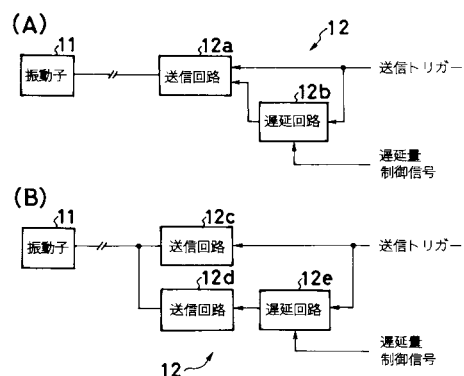 (A)
11
振動子
12a
送信回路
12
送信トリガー
12b
遅延回路
遅延量
制御信号
(B)
11
振動子
12c
送信回路
送信トリガー
12d
送信回路
12e
遅延回路
遅延量
制御信号
12